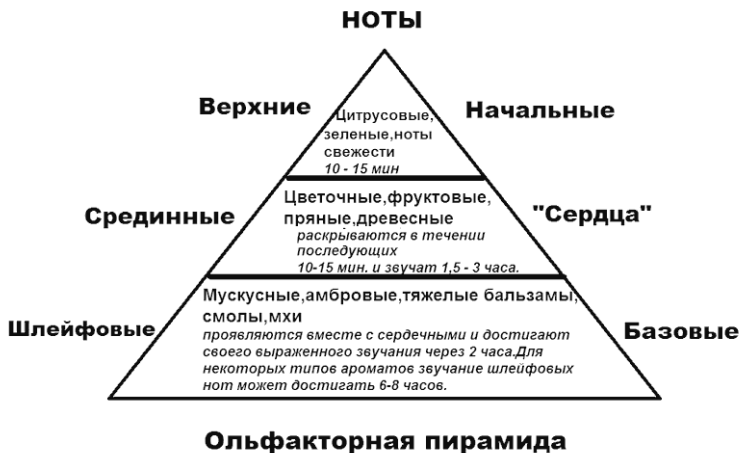 НОТЫ
Верхние
Начальные
Цитрусовые,
зеленые,ноты
свежести
10 - 15 мин
Срединные
"Сердца"
Цветочные,фруктовые,
пряные,древесные
раскрываются в течении
последующих
10-15 мин. и звучат 1,5 - 3 часа.
Шлейфовые
Базовые
Мускусные,амбровые,тяжелые бальзамы,
смолы,мхи
проявляются вместе с сердечными и достигают
своего выраженного звучания через 2 часа.Для
некоторых типов ароматов звучание шлейфовых
нот может достигать 6-8 часов.
Ольфакторная пирамида